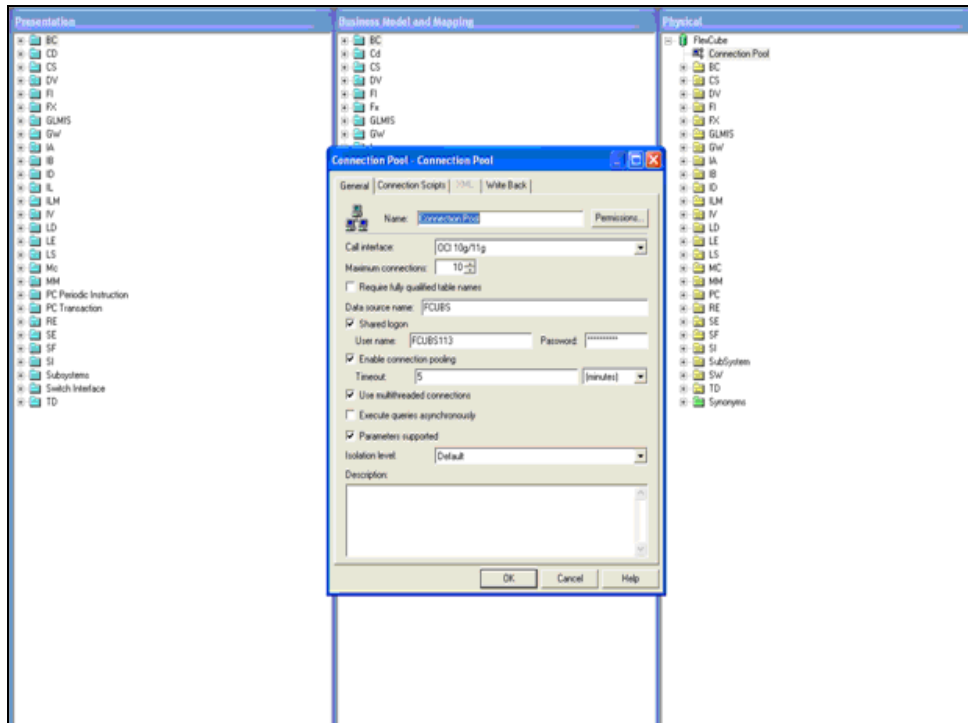 Presentation
BC
CD
CS
DV
FI
FX
GLMIS
GW
IA
IB
ID
IL
ILM
IV
LD
LE
LS
Mc
MM
PC Periodic Instruction
PC Transaction
RE
SE
SF
SI
Subsystems
Switch Interface
TD
Business Model and Mapping
BC
Cd
CS
DV
FI
Fx
GLMIS
GW
Physical
FlexCube
Connection Pool
BC
CS
DV
FI
FX
GLMIS
GW
IA
IB
ID
ILM
IV
LD
LE
LS
MC
MM
PC
RE
SE
SF
SI
SubSystem
SW
TD
Synonyms
Connection Pool - Connection Pool
General Connection Scripts XML Write Back
Name: Connection Pool Permissions...
Call interface: OCI 10g/11g
Maximum connections: 10
Require fully qualified table names
Data source name: FCUBS
Shared logon
User name: FCUBS113 Password: **********
Enable connection pooling
Timeout: 5 (minutes)
Use multithreaded connections
Execute queries asynchronously
Parameters supported
Isolation level: Default
Description:
OK Cancel Help